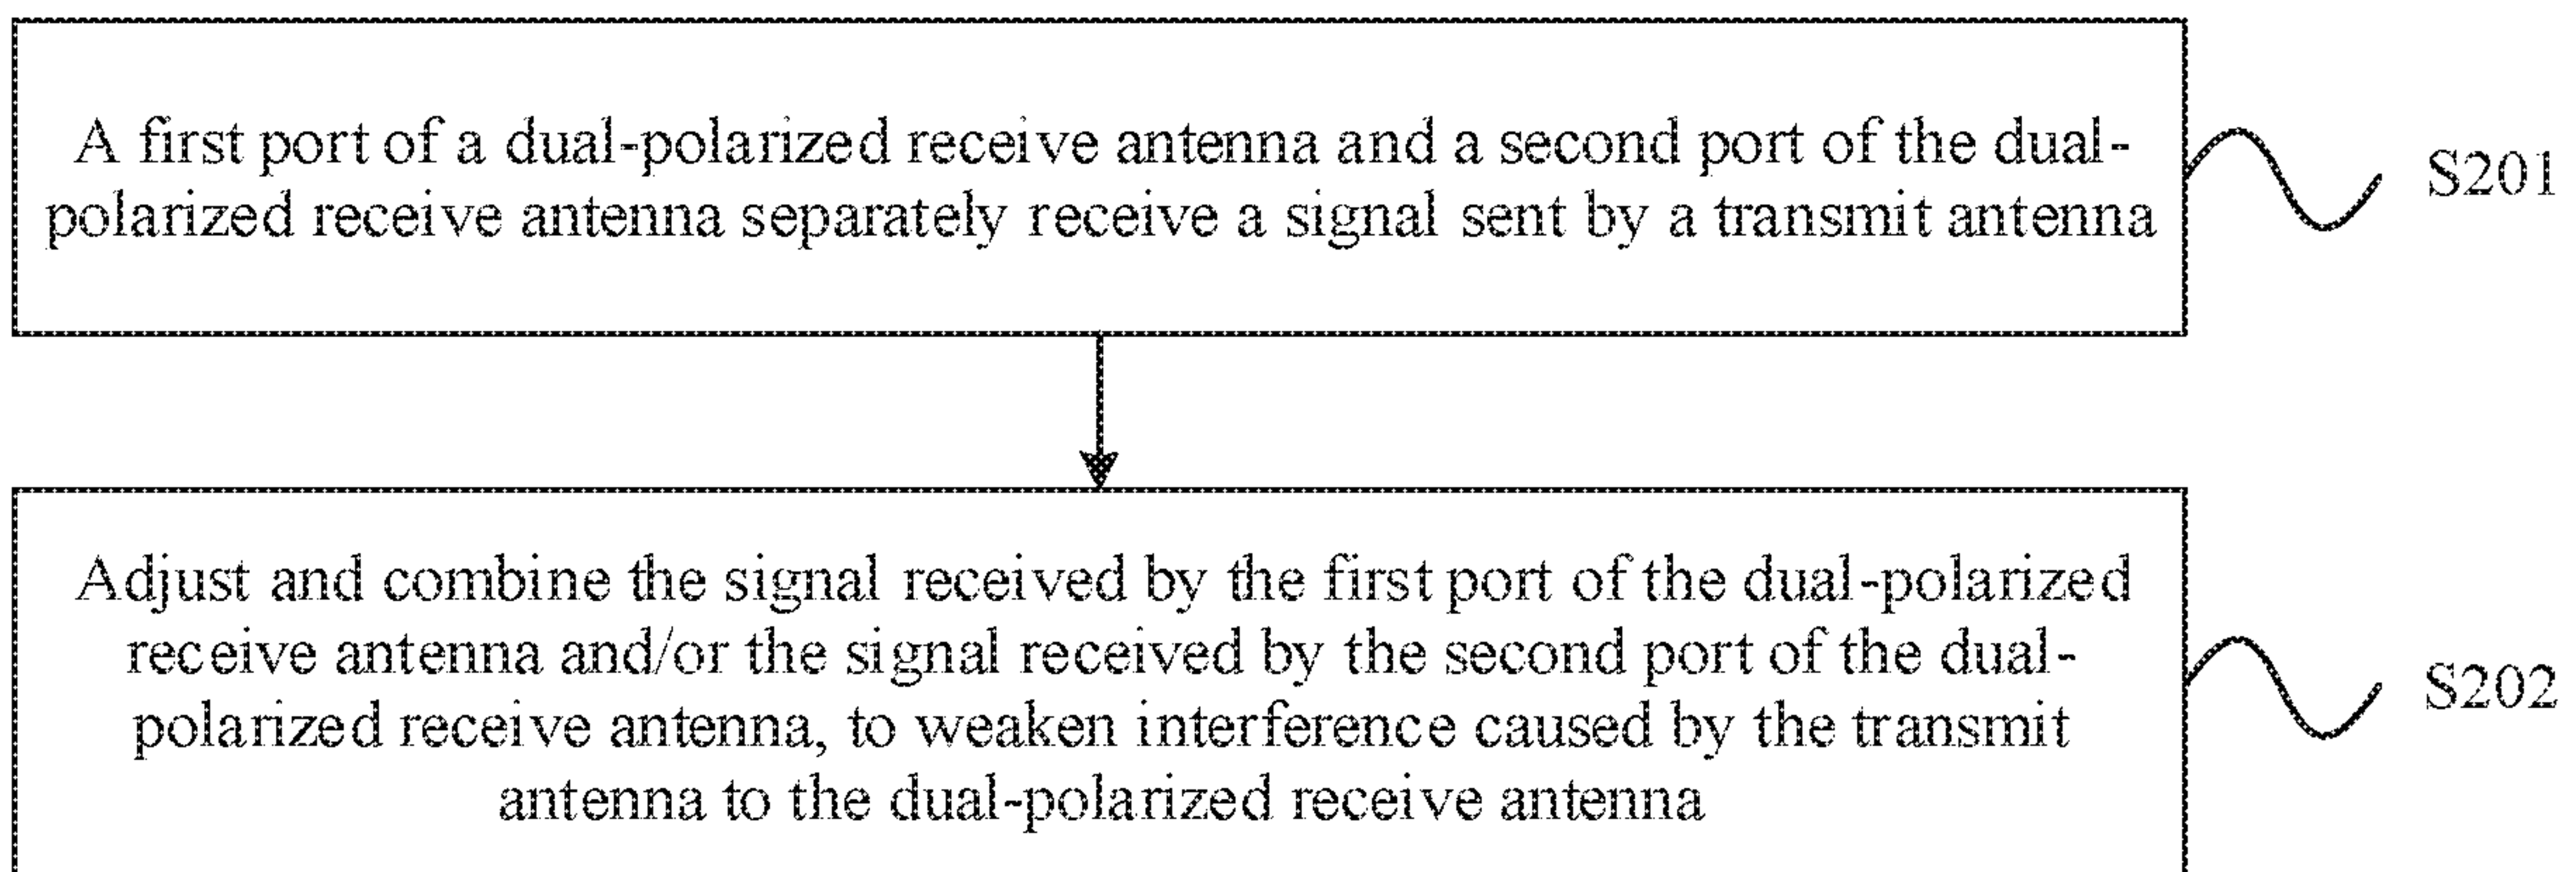 A first port of a dual-polarized receive antenna and a second port of the dual-
polarized receive antenna separately receive a signal sent by a transmit antenna
S201
Adjust and combine the signal received by the first port of the dual-polarized
receive antenna and/or the signal received by the second port of the dual-
polarized receive antenna, to weaken interference caused by the transmit
antenna to the dual-polarized receive antenna
S202